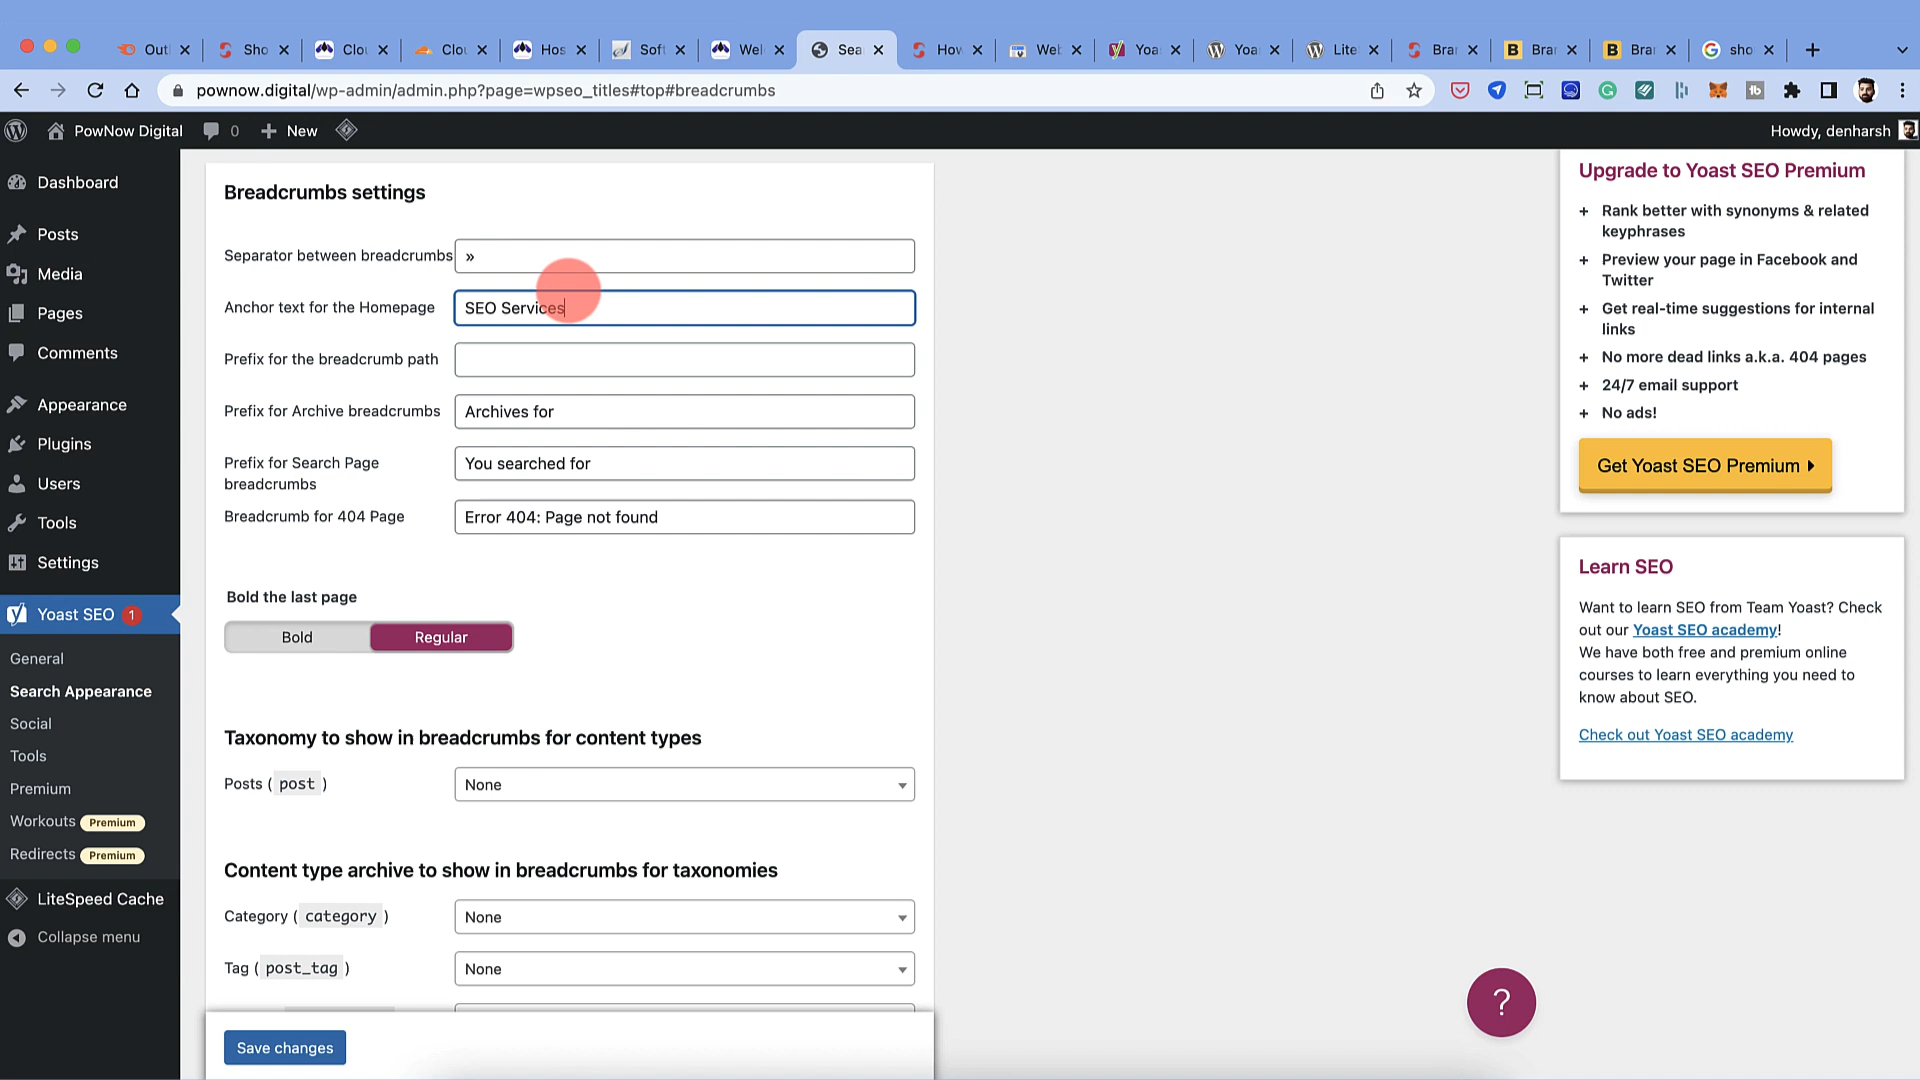 Out
Sho
Clo
Clo
Hos
Soft
Wel
Sea
How
Web
Yoa
Yoa
Lite
Bra
Bra
Bra
sho
pownow.digital/wp-admin/admin.php?page=wpseo_titles#top#breadcrumbs
PowNow Digital
0
New
Howdy, denharsh
Dashboard
Posts
Media
Pages
Comments
Appearance
Plugins
Users
Tools
Settings
Yoast SEO 1
General
Search Appearance
Social
Tools
Premium
Workouts Premium
Redirects Premium
LiteSpeed Cache
Collapse menu
Breadcrumbs settings
Separator between breadcrumbs »
Anchor text for the Homepage SEO Services
Prefix for the breadcrumb path
Prefix for Archive breadcrumbs Archives for
Prefix for Search Page
breadcrumbs
You searched for
Breadcrumb for 404 Page Error 404: Page not found
Bold the last page
Bold Regular
Taxonomy to show in breadcrumbs for content types
Posts ( post ) None
Content type archive to show in breadcrumbs for taxonomies
Category ( category ) None
Tag ( post_tag ) None
Save changes
Upgrade to Yoast SEO Premium
+ Rank better with synonyms & related
keyphrases
+ Preview your page in Facebook and
Twitter
+ Get real-time suggestions for internal
links
+ No more dead links a.k.a. 404 pages
+ 24/7 email support
+ No ads!
Get Yoast SEO Premium
Learn SEO
Want to learn SEO from Team Yoast? Check
out our Yoast SEO academy!
We have both free and premium online
courses to learn everything you need to
know about SEO.
Check out Yoast SEO academy
?